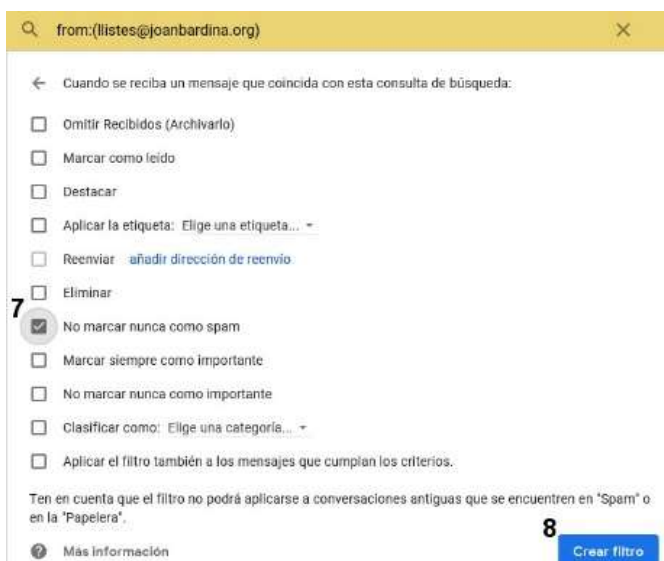 from:(llistes@joanbardina.org)
Cuando se reciba un mensaje que coincida con esta consulta de búsqueda:
Omitir Recibidos (Archivarlo)
Marcar como leído
Destacar
Aplicar la etiqueta: Elige una etiqueta...
Reenviar añadir dirección de reenvío
Eliminar
7
No marcar nunca como spam
Marcar siempre como importante
No marcar nunca como importante
Clasificar como: Elige una categoría...
Aplicar el filtro también a los mensajes que cumplan los criterios.
Ten en cuenta que el filtro no podrá aplicarse a conversaciones antiguas que se encuentren en "Spam" o
en la "Papelera".
8
Más información Crear filtro